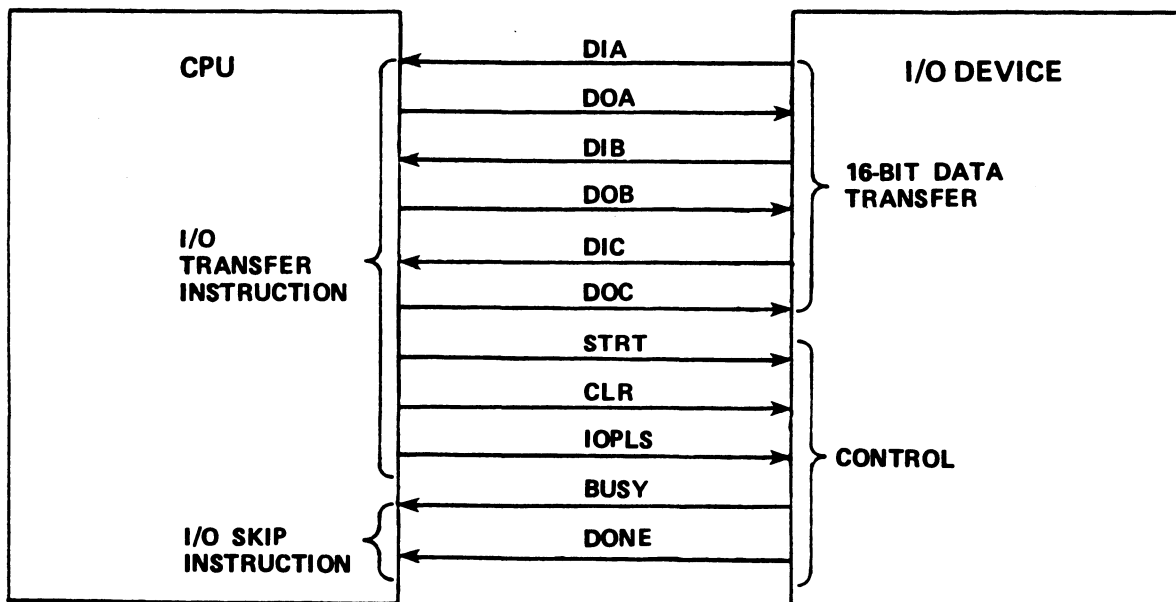 CPU
I/O DEVICE
DIA
DOA
DIB
DOB
DIC
DOC
STRT
CLR
IOPLS
BUSY
DONE
I/O
TRANSFER
INSTRUCTION
I/O SKIP
INSTRUCTION
16-BIT DATA
TRANSFER
CONTROL